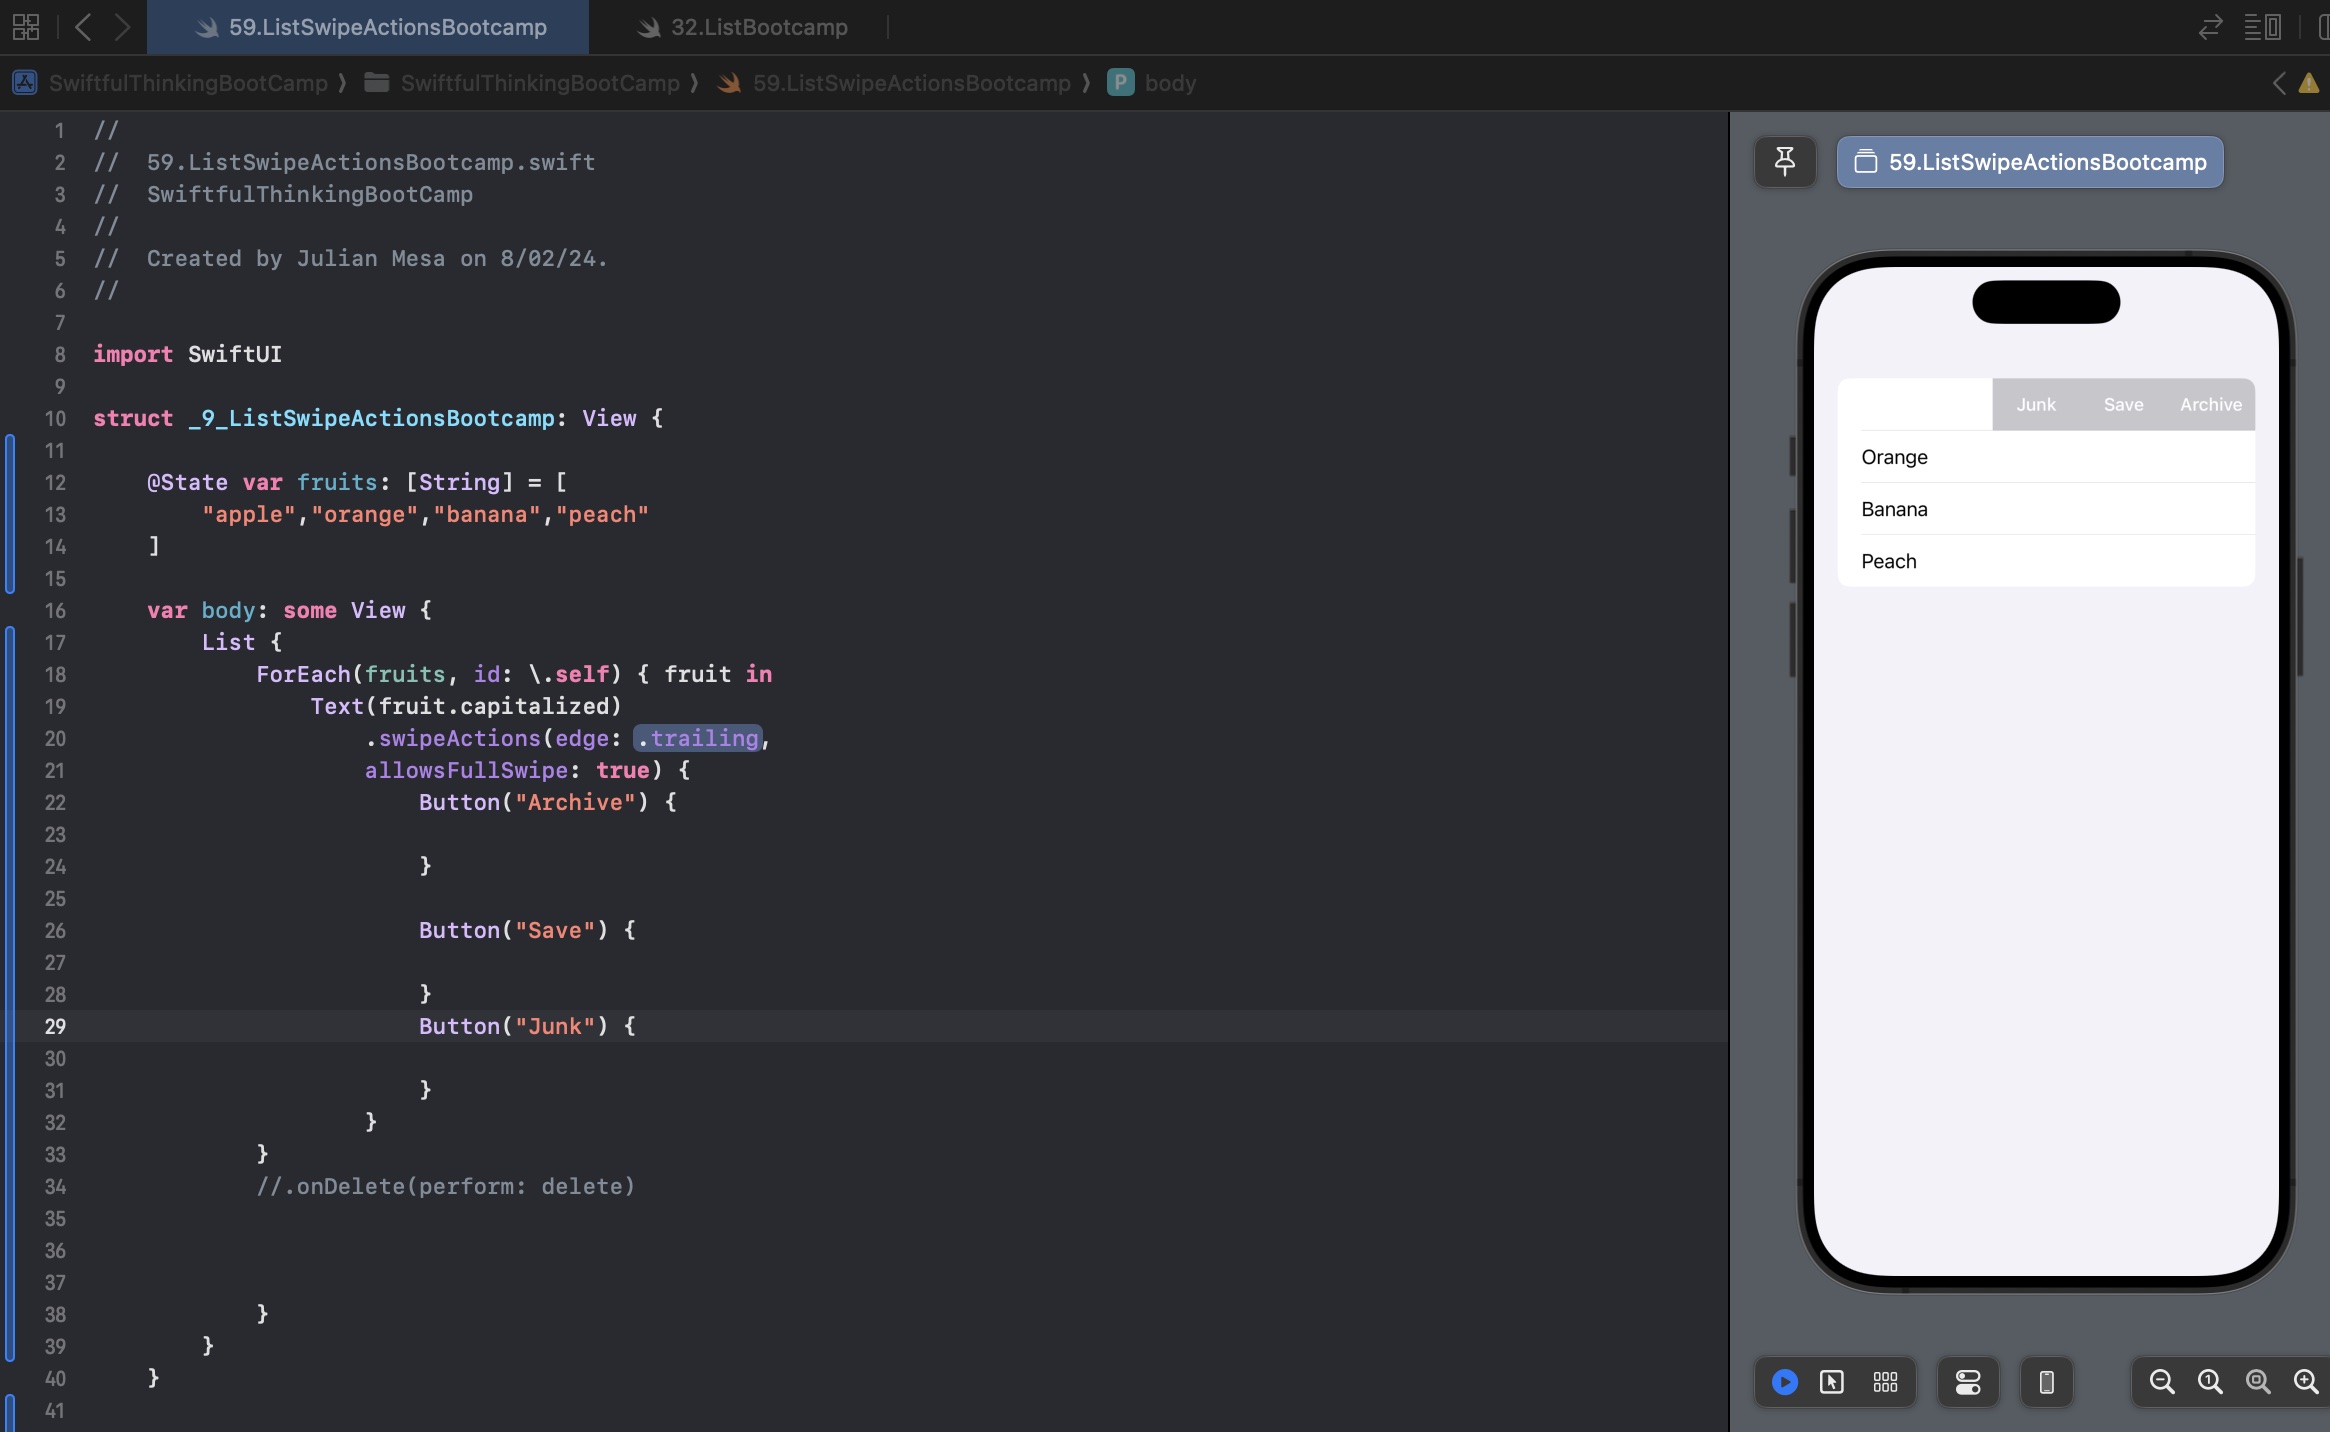 59.ListSwipeActionsBootcamp
32.ListBootcamp
SwiftfulThinkingBootCamp
SwiftfulThinkingBootCamp
59.ListSwipeActionsBootcamp
P
body
1 //
2 //  59.ListSwipeActionsBootcamp.swift
3 //  SwiftfulThinkingBootCamp
4 //
5 //  Created by Julian Mesa on 8/02/24.
6 //
7
8 import SwiftUI
9
10 struct _9_ListSwipeActionsBootcamp: View {
11
12     @State var fruits: [String] = [
13         "apple","orange","banana","peach"
14     ]
15
16     var body: some View {
17         List {
18             ForEach(fruits, id: \.self) { fruit in
19                 Text(fruit.capitalized)
20                     .swipeActions(edge: .trailing,
21                     allowsFullSwipe: true) {
22                         Button("Archive") {
23
24                         }
25
26                         Button("Save") {
27
28                         }
29                         Button("Junk") {
30
31                         }
32                     }
33             }
34             //.onDelete(perform: delete)
35
36
37
38             }
39         }
40     }
41
59.ListSwipeActionsBootcamp
Junk Save Archive
Orange
Banana
Peach